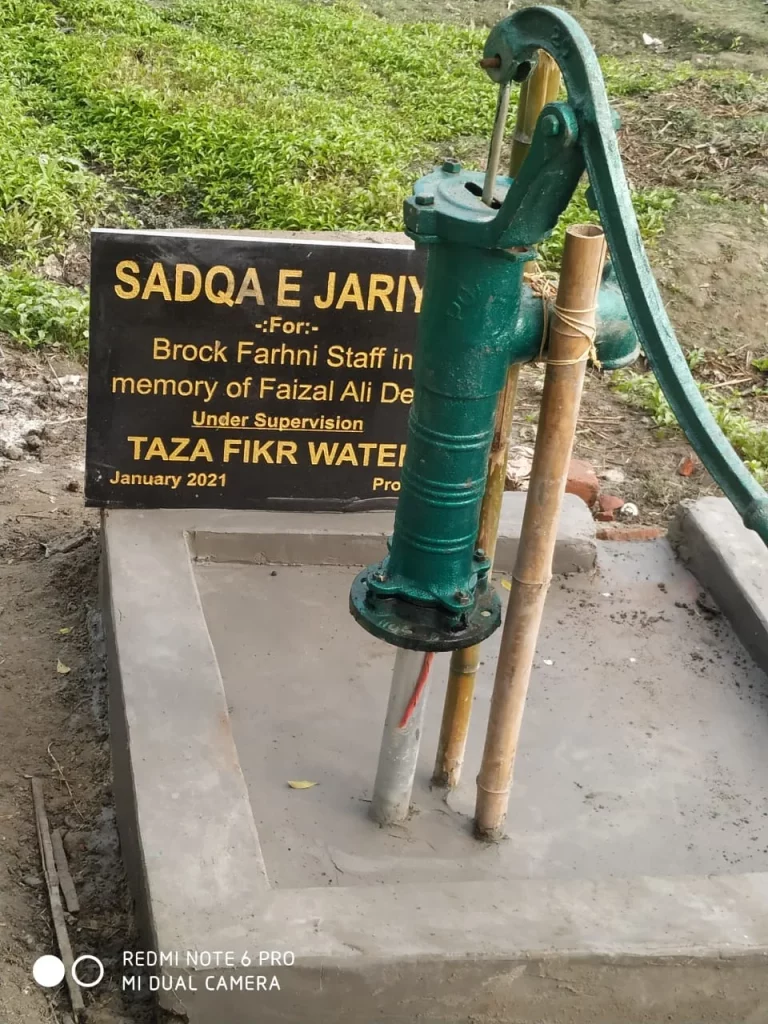 SADQA E JARIY
-:For:-
Brock Farhni Staff in
memory of Faizal Ali De
Under Supervision
TAZA FIKR WATE
January 2021 Pro
REDMI NOTE 6 PRO
MI DUAL CAMERA